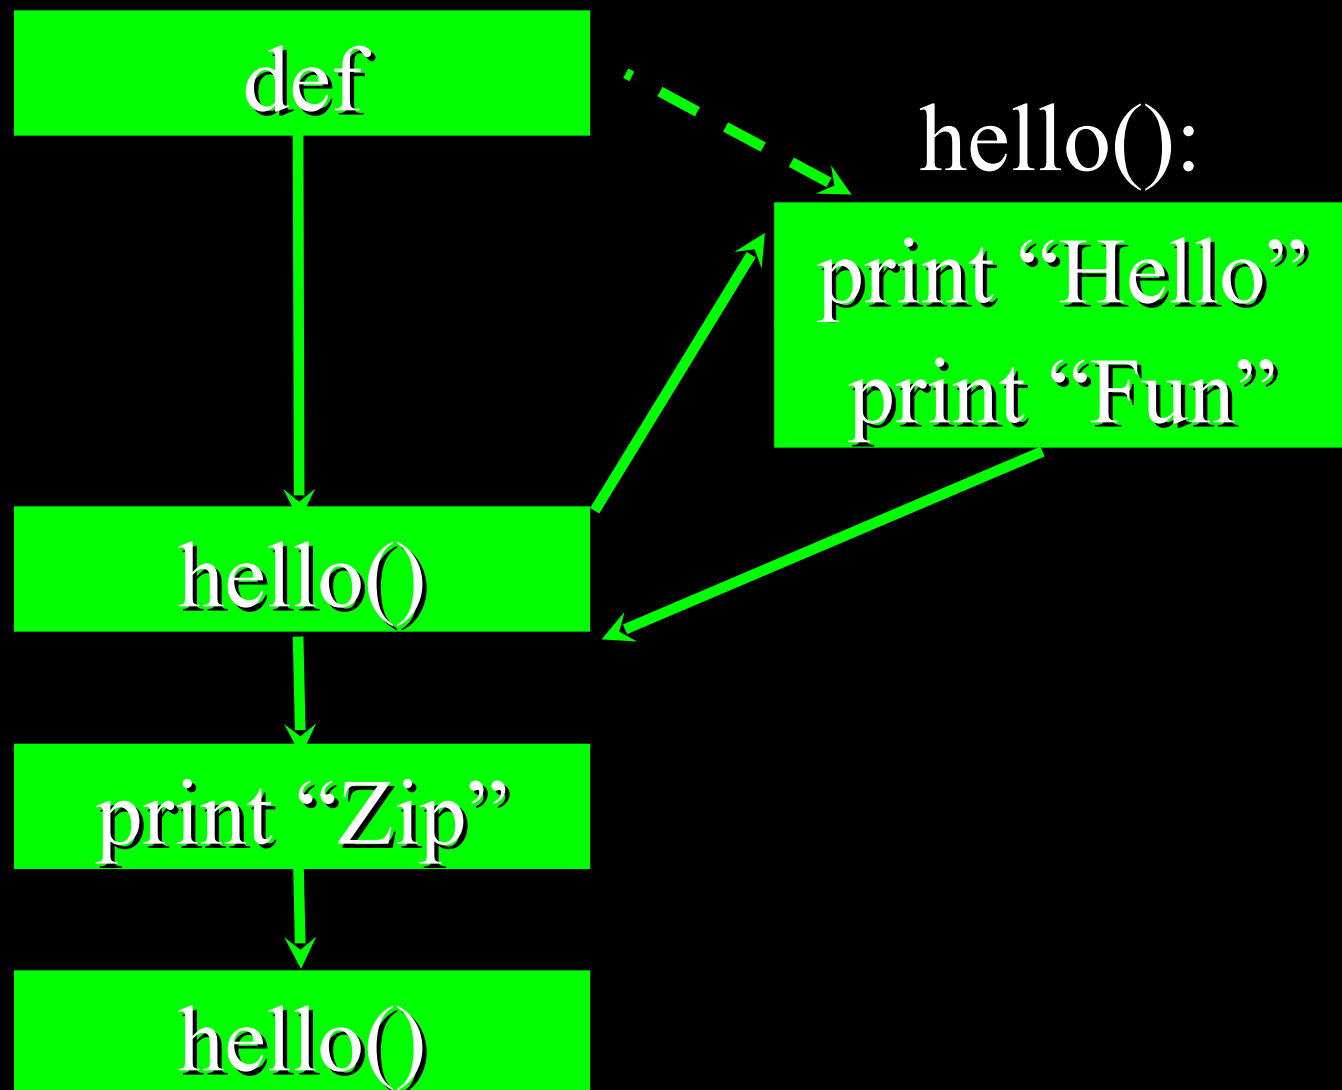 def
hello():
print “Hello”
print “Fun”
hello()
print “Zip”
hello()